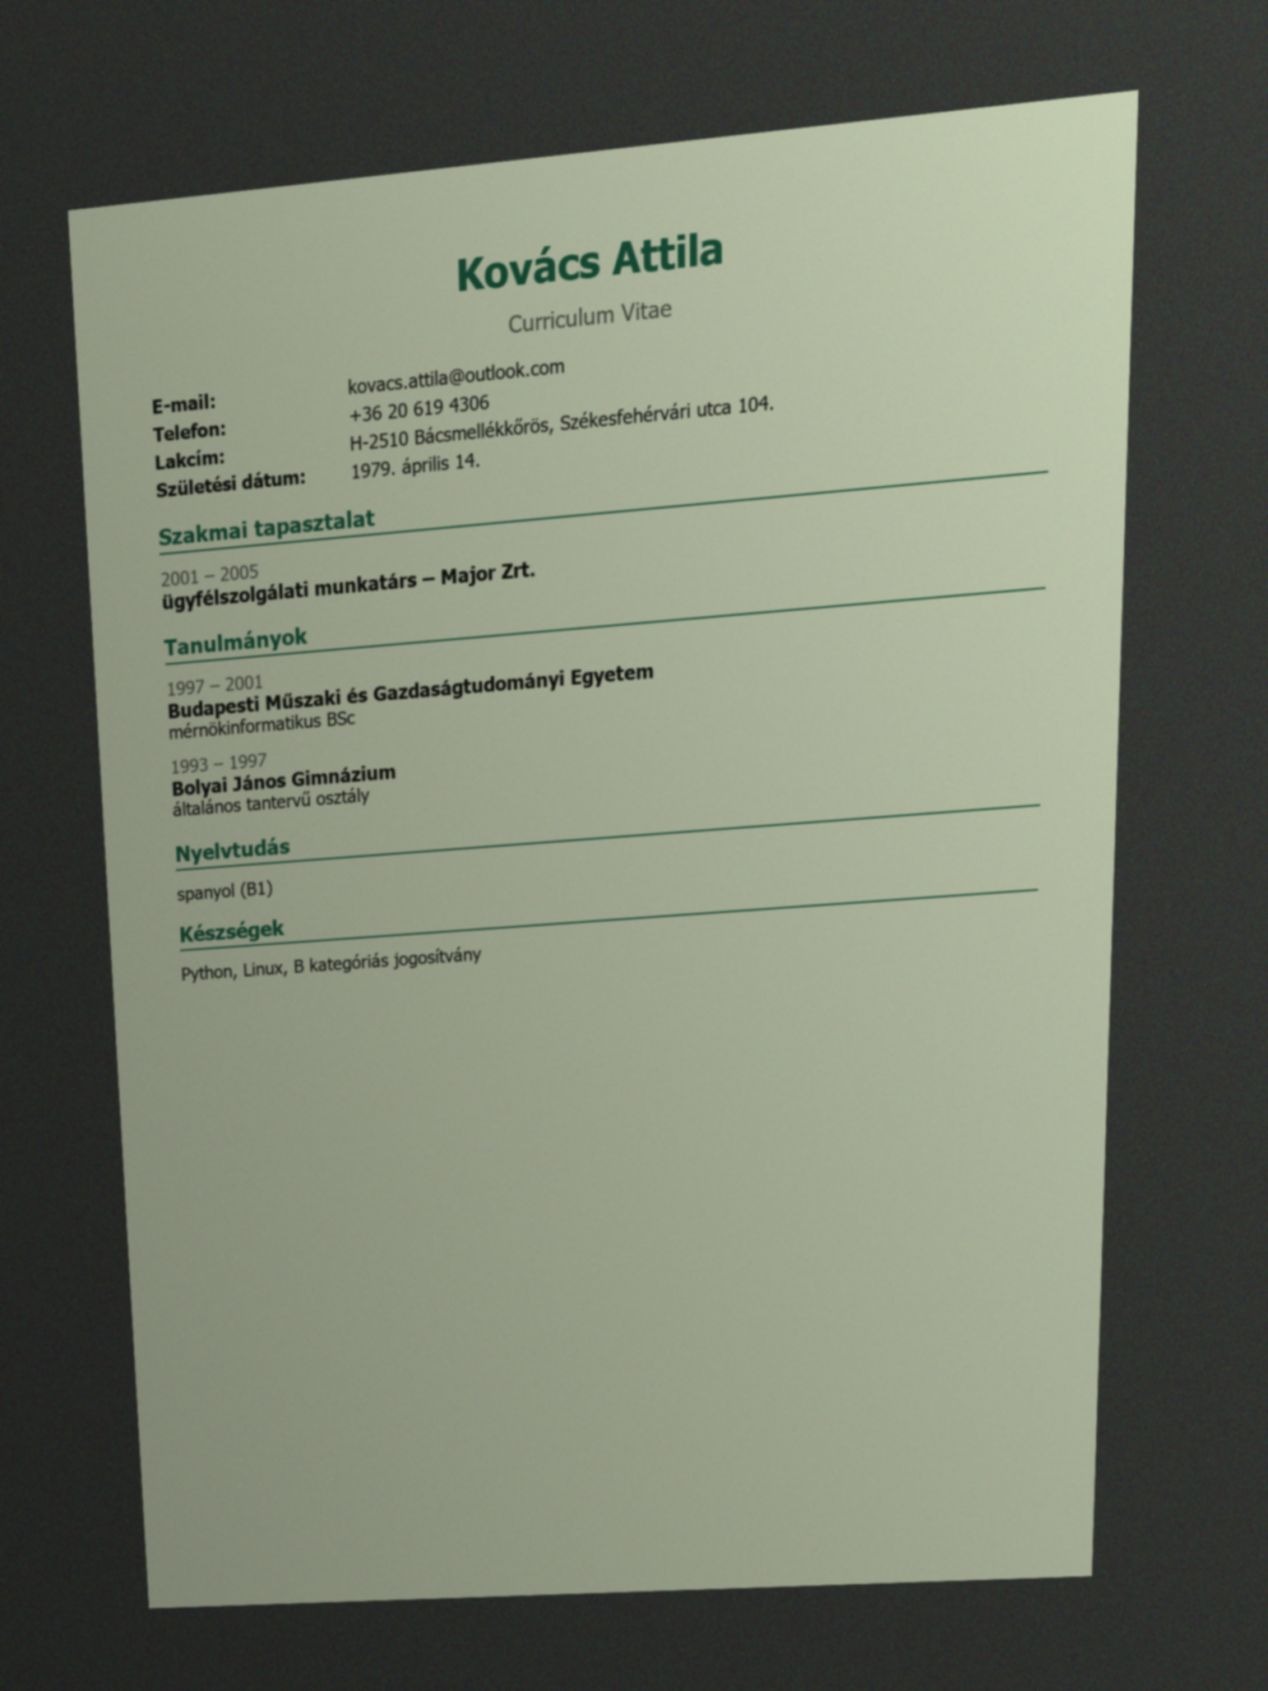 Kovács Attila
Curriculum Vitae
E-mail: kovacs.attila@outlook.com
Telefon: +36 20 619 4306
Lakcím: H-2510 Bácsmellékkőrös, Székesfehérvári utca 104.
Születési dátum: 1979. április 14.
Szakmai tapasztalat
2001 – 2005
ügyfélszolgálati munkatárs – Major Zrt.
Tanulmányok
1997 – 2001
Budapesti Műszaki és Gazdaságtudományi Egyetem
mérnökinformatikus BSc
1993 – 1997
Bolyai János Gimnázium
általános tantervű osztály
Nyelvtudás
spanyol (B1)
Készségek
Python, Linux, B kategóriás jogosítvány